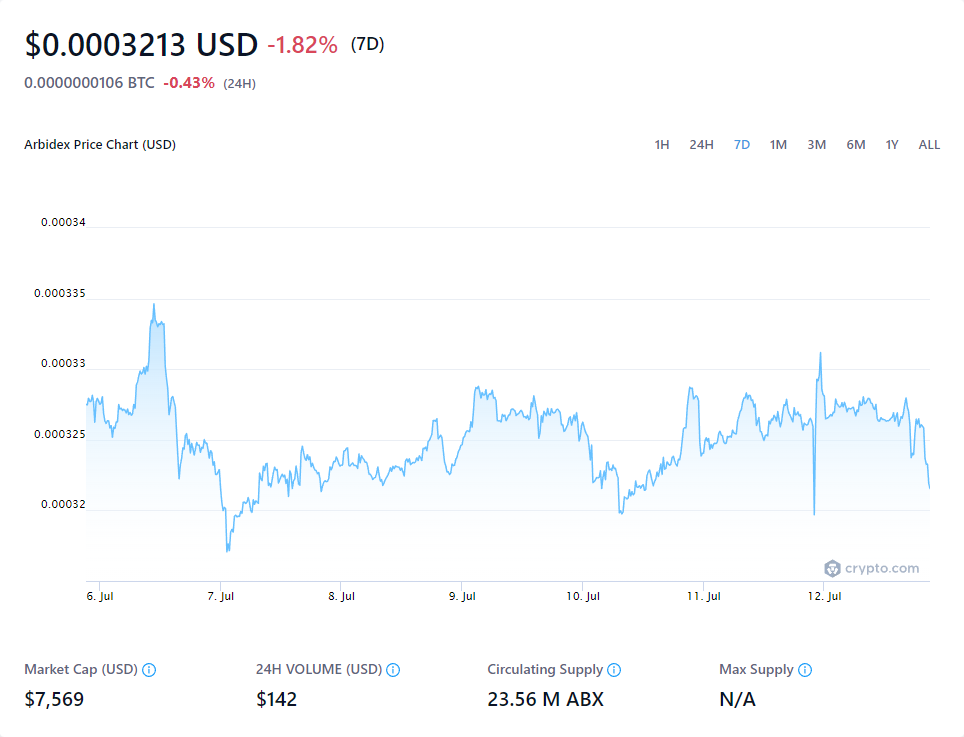 $0.0003213 USD -1.82% (7D)
0.0000000106 BTC -0.43% (24H)
Arbidex Price Chart (USD) 1H 24H 7D 1M 3M 6M 1Y ALL
0.00034
0.000335
0.00033
0.000325
0.00032
crypto.com
6. Jul 7. Jul 8. Jul 9. Jul 10. Jul 11. Jul 12. Jul
Market Cap (USD) 24H VOLUME (USD) Circulating Supply Max Supply
$7,569 $142 23.56 M ABX N/A